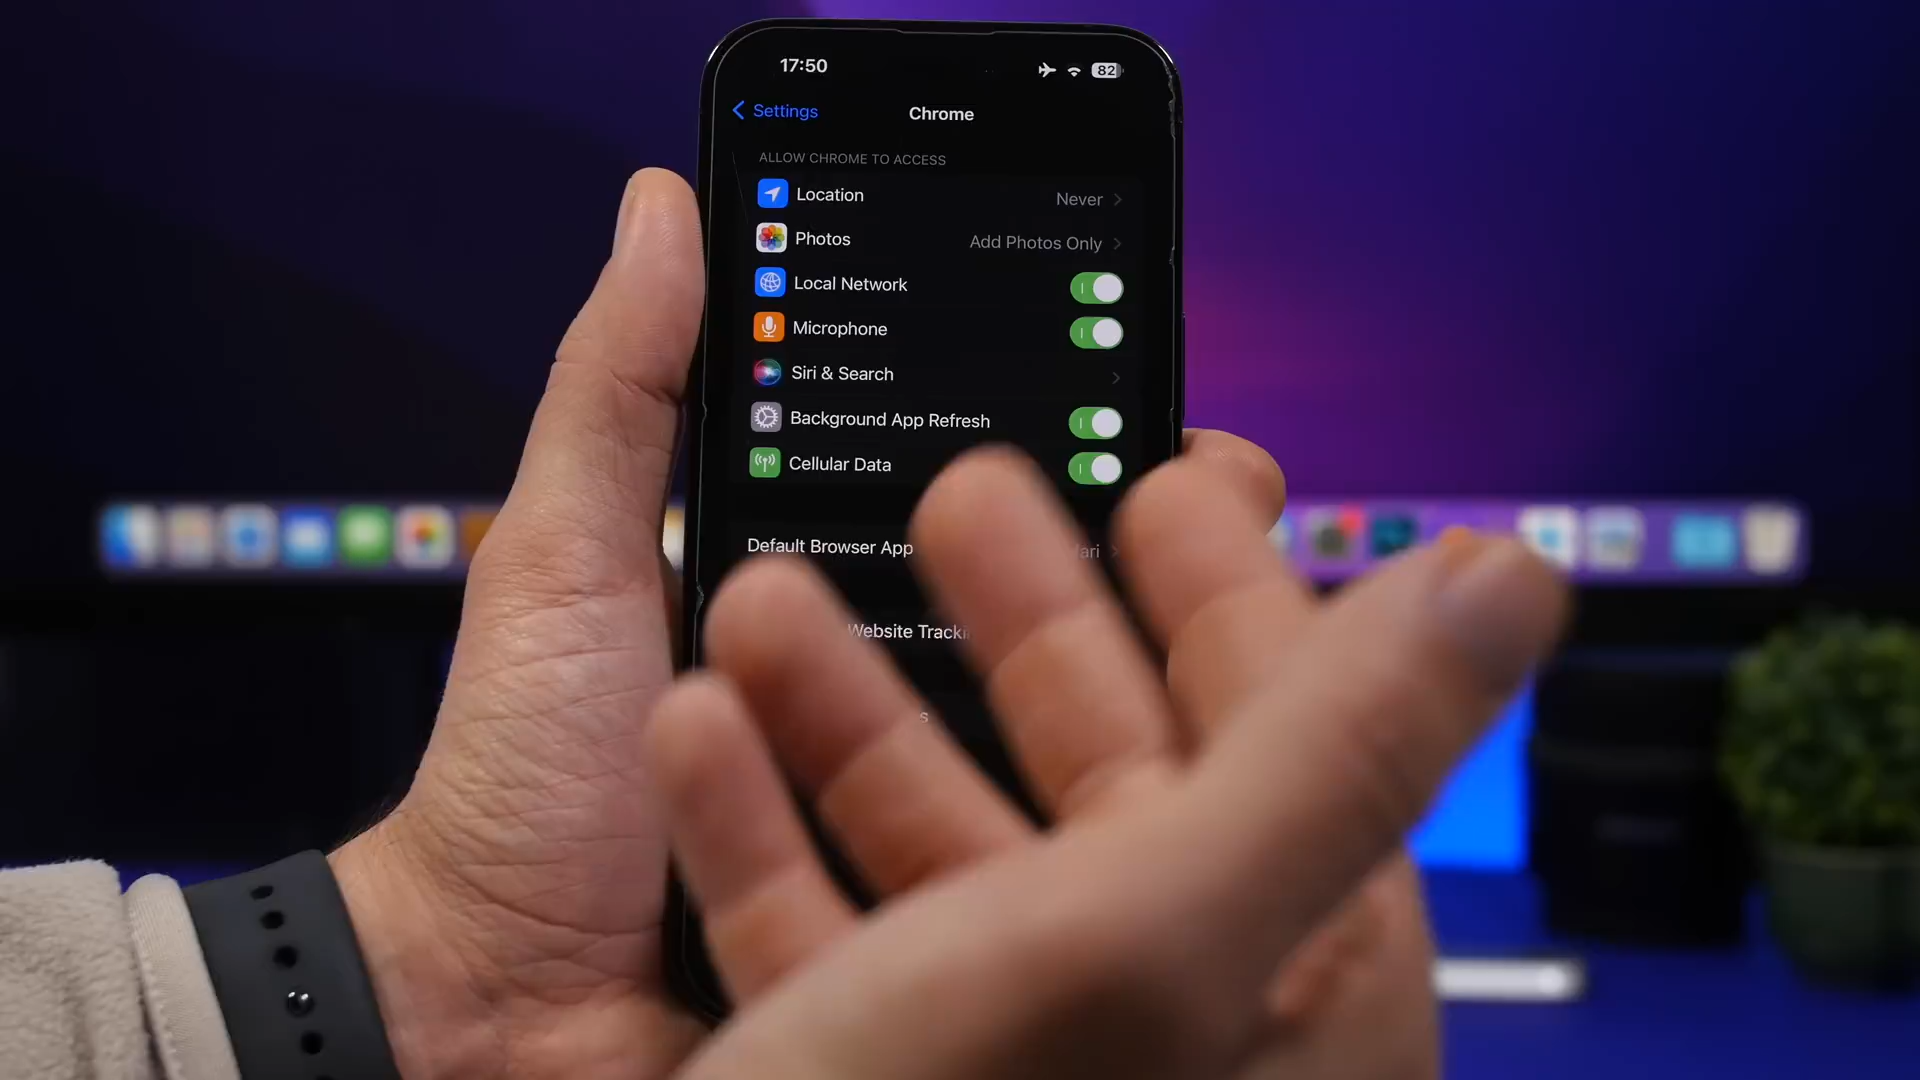 17:50
82
Settings
Chrome
ALLOW CHROME TO ACCESS
Location
Never
Photos
Add Photos Only
Local Network
Microphone
Siri & Search
Background App Refresh
Cellular Data
Default Browser App
Website